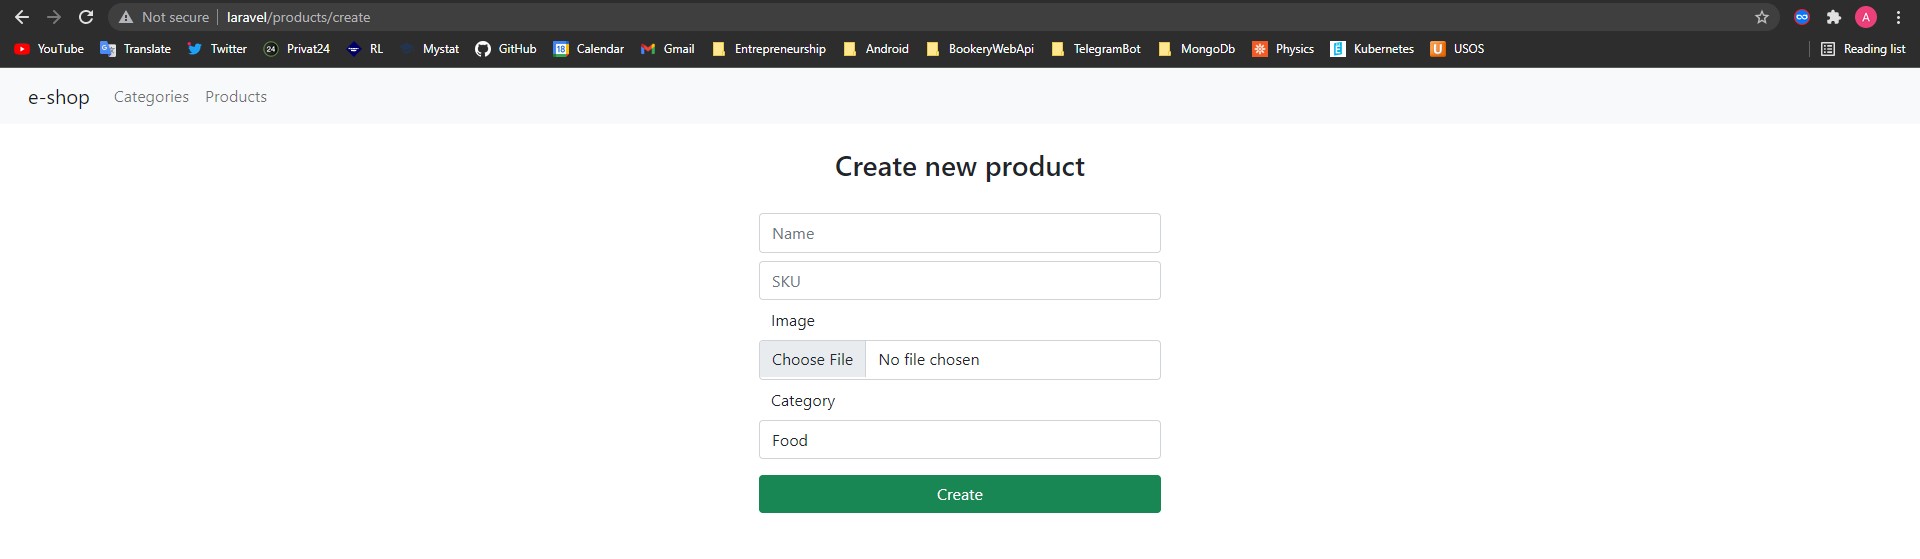 Not secure laravel/products/create A
YouTube Translate Twitter 24 Privat24 RL Mystat GitHub 18 Calendar Gmail Entrepreneurship Android BookeryWebApi TelegramBot MongoDb Physics Kubernetes U USOS Reading list
e-shop Categories Products
Create new product
Name
SKU
Image
Choose File No file chosen
Category
Food
Create